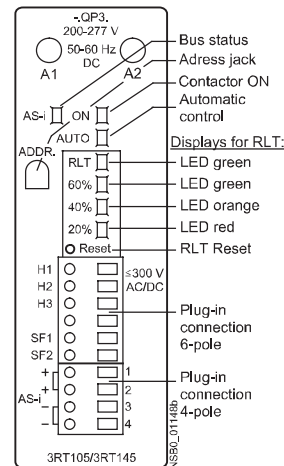 -.QP3.
200-277 V
50-60 Hz
DC
A1
A2
Bus status
Adress jack
Contactor ON
Automatic
control
AS-i
ON
AUTO
ADDR.
Displays for RLT:
RLT
LED green
60%
LED green
40%
LED orange
20%
LED red
Reset
RLT Reset
H1
≤300 V
H2
AC/DC
H3
Plug-in
connection
6-pole
SF1
SF2
+
1
Plug-in
connection
4-pole
+
2
AS-i
–
3
–
4
NSB0_01148b
3RT105/3RT145